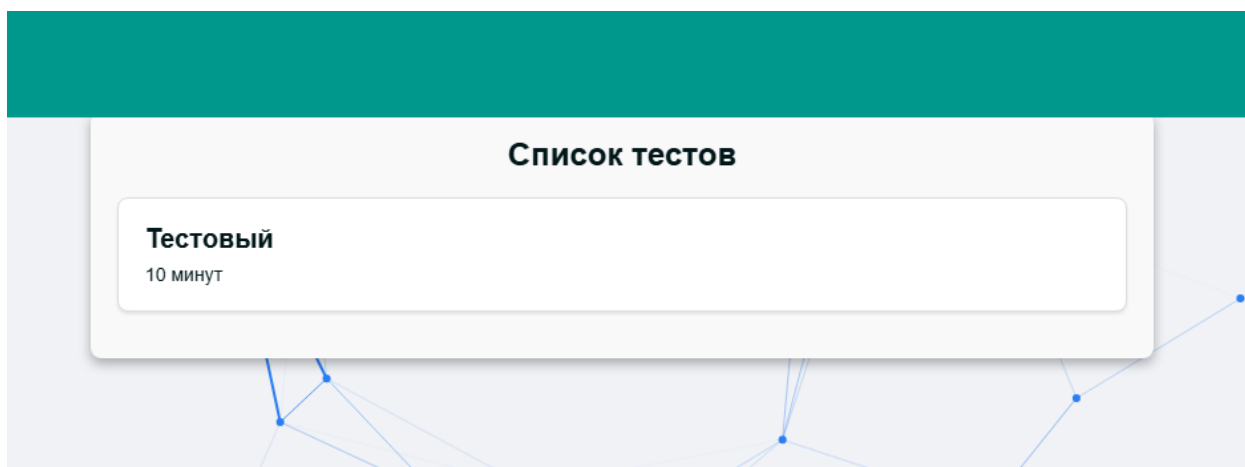 Список тестов
Тестовый
10 минут